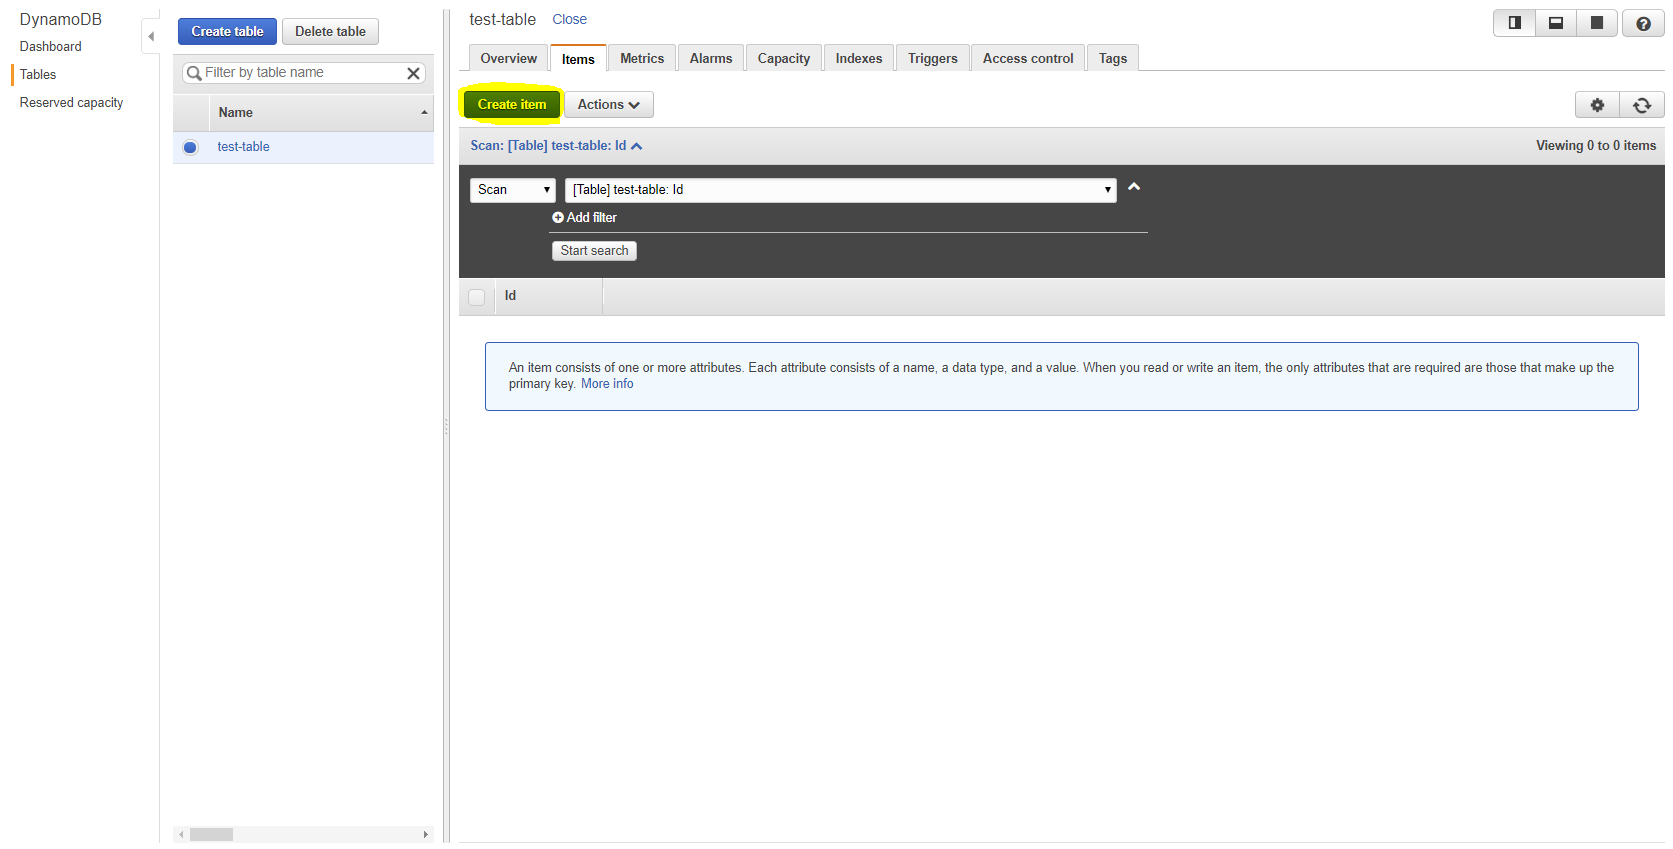 DynamoDB
Dashboard
Tables
Reserved capacity
Create table
Delete table
Filter by table name
Name
test-table
test-table Close
Overview
Items
Metrics
Alarms
Capacity
Indexes
Triggers
Access control
Tags
Create item
Actions
Scan: [Table] test-table: Id
Viewing 0 to 0 items
Scan
[Table] test-table: Id
Add filter
Start search
Id
An item consists of one or more attributes. Each attribute consists of a name, a data type, and a value. When you read or write an item, the only attributes that are required are those that make up the
primary key. More info